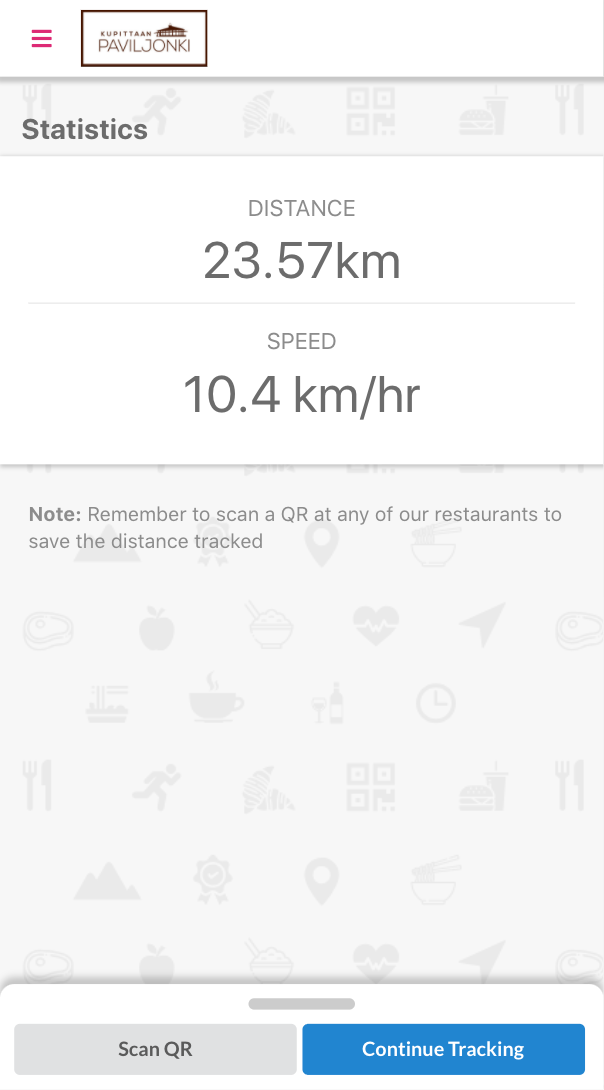 KUPITTAAN
PAVILJONKI
Statistics
DISTANCE
23.57km
SPEED
10.4 km/hr
Note: Remember to scan a QR at any of our restaurants to
save the distance tracked
Scan QR
Continue Tracking